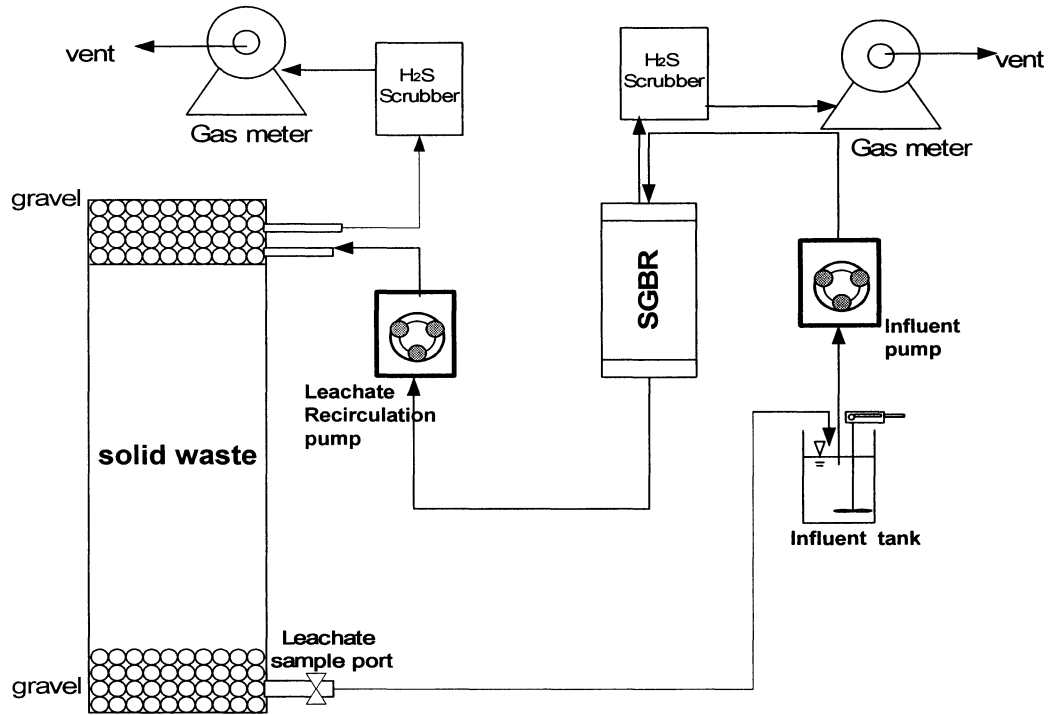 vent
H2S
Scrubber
Gas meter
H2S
Scrubber
vent
Gas meter
gravel
SGBR
Influent
pump
Leachate
Recirculation
pump
solid waste
Influent tank
Leachate
sample port
gravel